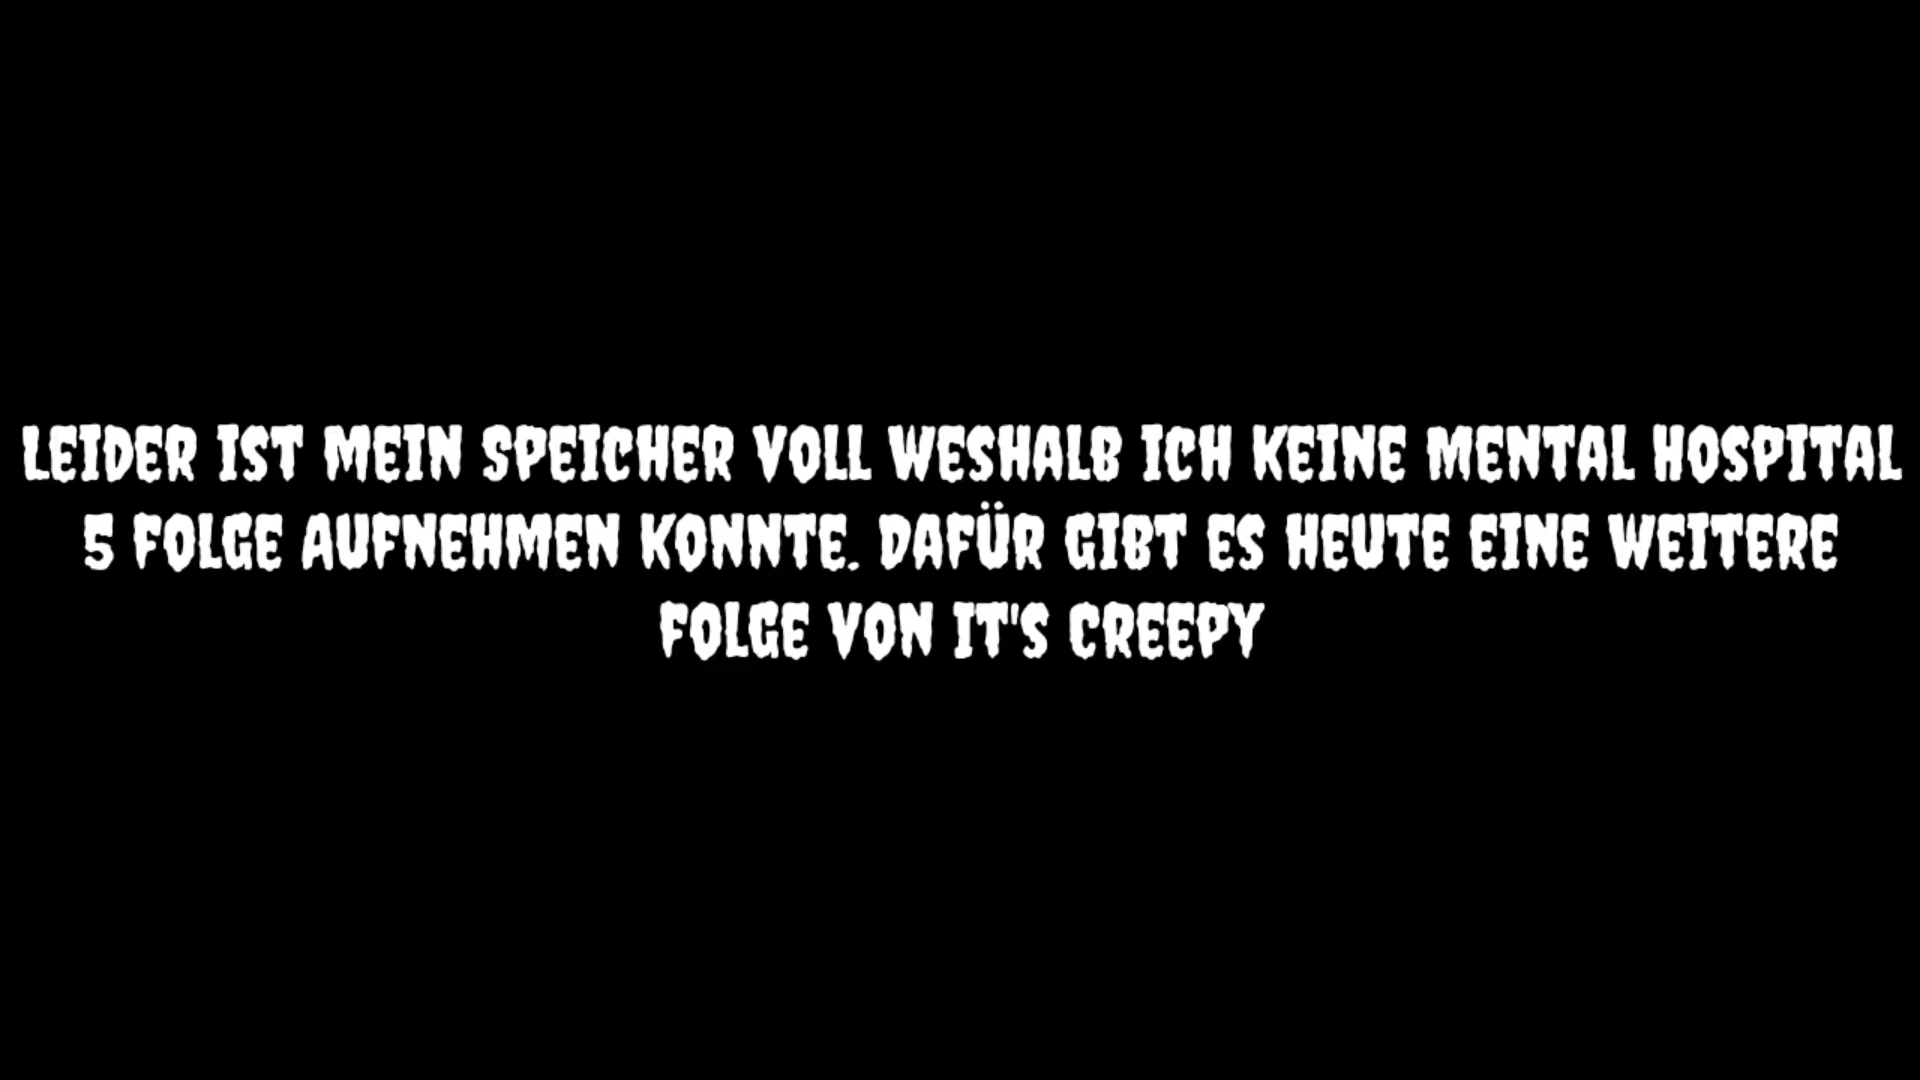 LEIDER IST MEIN SPEICHER VOLL WESHALB ICH KEINE MENTAL HOSPITAL
5 FOLGE AUFNEHMEN KONNTE. DAFÜR GIBT ES HEUTE EINE WEITERE
FOLGE VON IT'S CREEPY